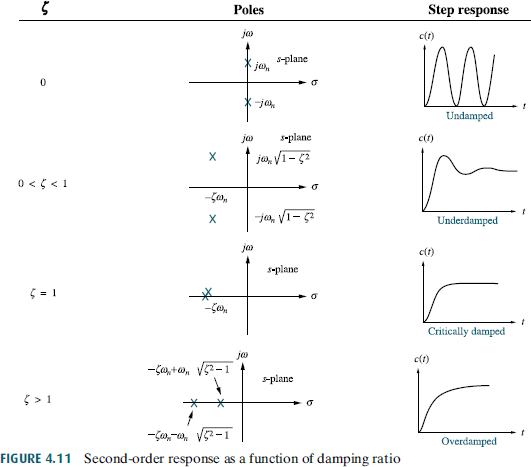 ζ Poles Step response
jω c(t)
jωₙ s-plane
0 σ
−jωₙ t
Undamped
jω s-plane c(t)
jωₙ √1 − ζ²
0 < ζ < 1
−ζωₙ σ
−jωₙ √1 − ζ² t
Underdamped
jω c(t)
s-plane
ζ = 1 σ
−ζωₙ t
Critically damped
jω c(t)
−ζωₙ+ωₙ √ζ² − 1
s-plane
ζ > 1 σ
−ζωₙ−ωₙ √ζ² − 1 t
Overdamped
FIGURE 4.11 Second-order response as a function of damping ratio